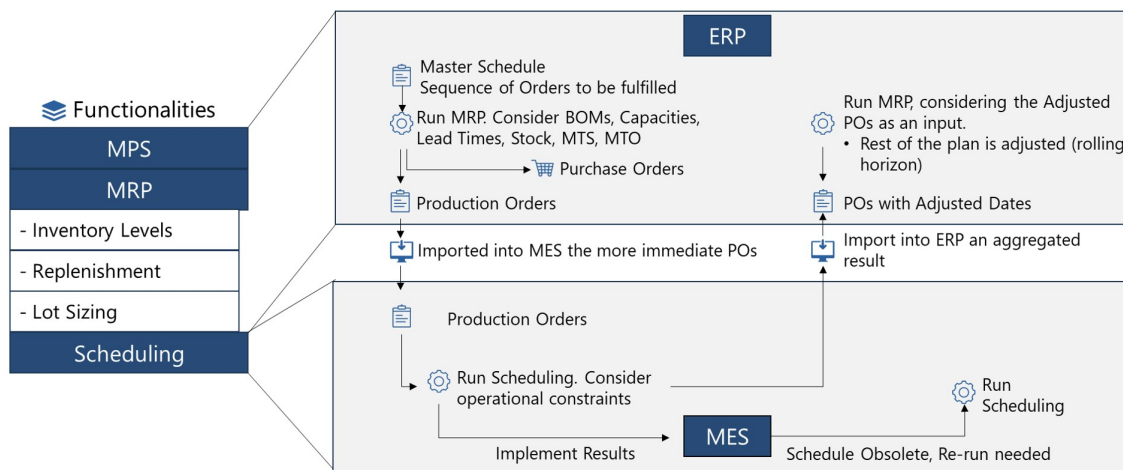 Functionalities
MPS
MRP
- Inventory Levels
- Replenishment
- Lot Sizing
Scheduling
ERP
Master Schedule
Sequence of Orders to be fulfilled
Run MRP. Consider BOMs, Capacities,
Lead Times, Stock, MTS, MTO
Purchase Orders
Production Orders
Run MRP, considering the Adjusted
POs as an input.
• Rest of the plan is adjusted (rolling
horizon)
POs with Adjusted Dates
Imported into MES the more immediate POs
Import into ERP an aggregated
result
Production Orders
Run Scheduling. Consider
operational constraints
Implement Results
MES
Schedule Obsolete, Re-run needed
Run
Scheduling